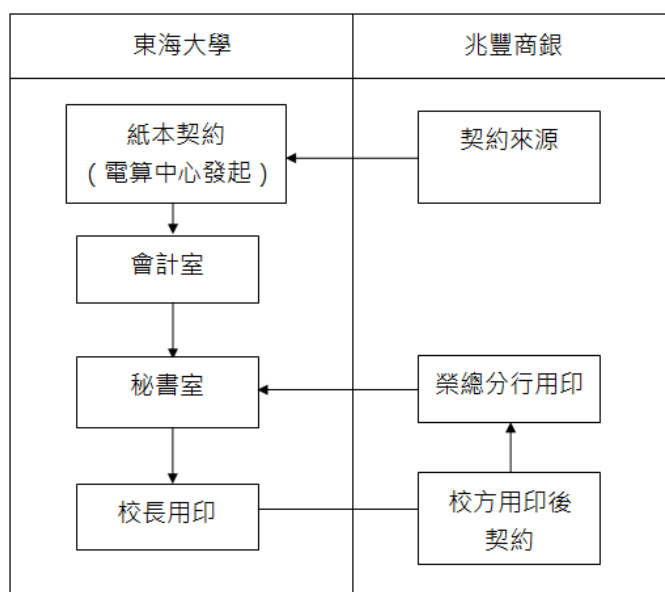 東海大學
兆豐商銀
紙本契約
（電算中心發起）
契約來源
會計室
秘書室
榮總分行用印
校長用印
校方用印後
契約